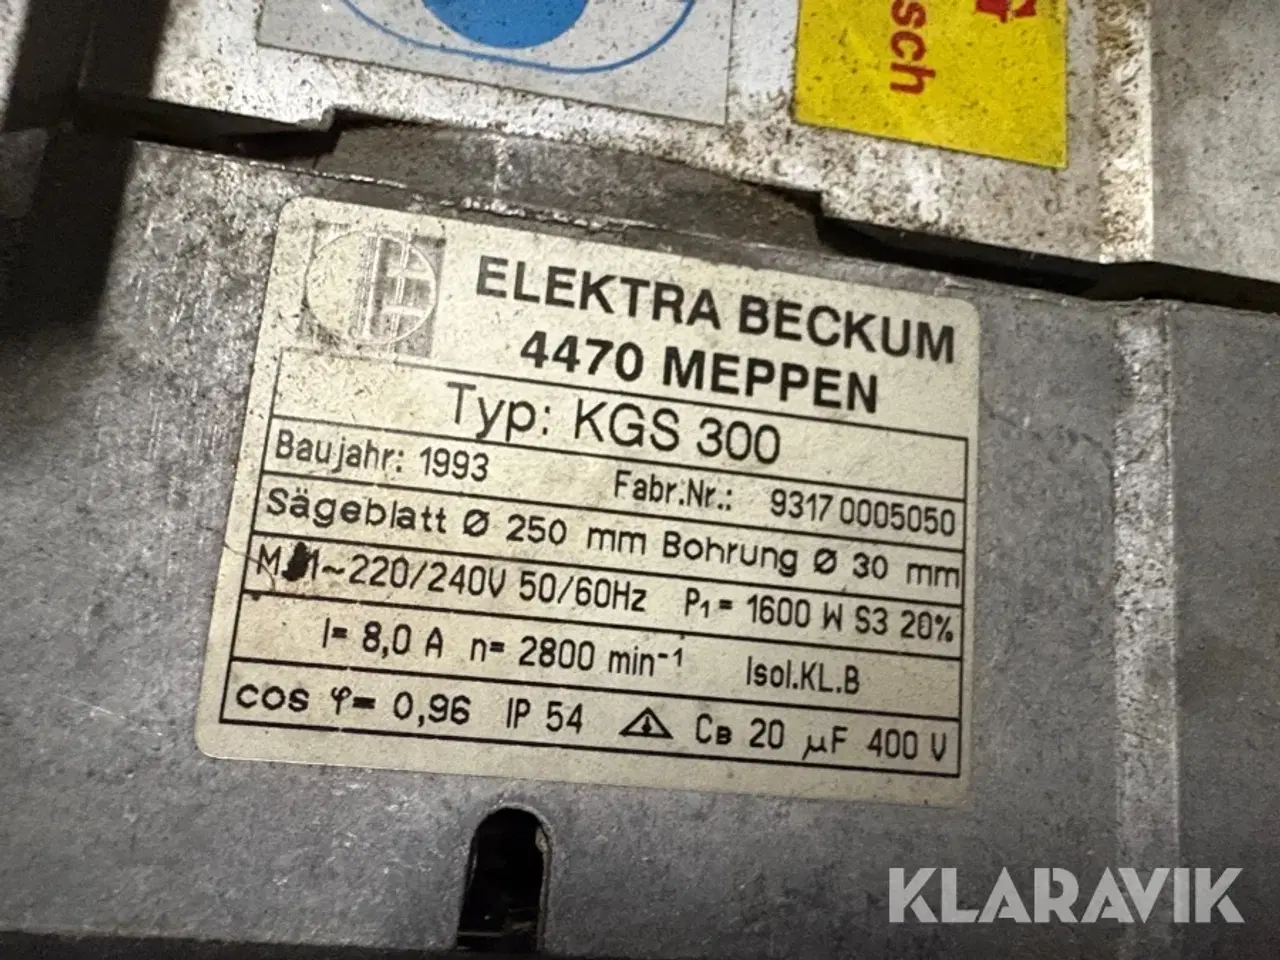 sch
ELEKTRA BECKUM
4470 MEPPEN
Typ: KGS 300
Baujahr: 1993 Fabr.Nr.: 9317 0005050
Sägeblatt Ø 250 mm Bohrung Ø 30 mm
M 1~220/240V 50/60Hz P₁ = 1600 W S3 20%
I= 8,0 A n= 2800 min⁻¹ Isol.KL.B
cos φ= 0,96 IP 54 CB 20 µF 400 V
KLARAVIK